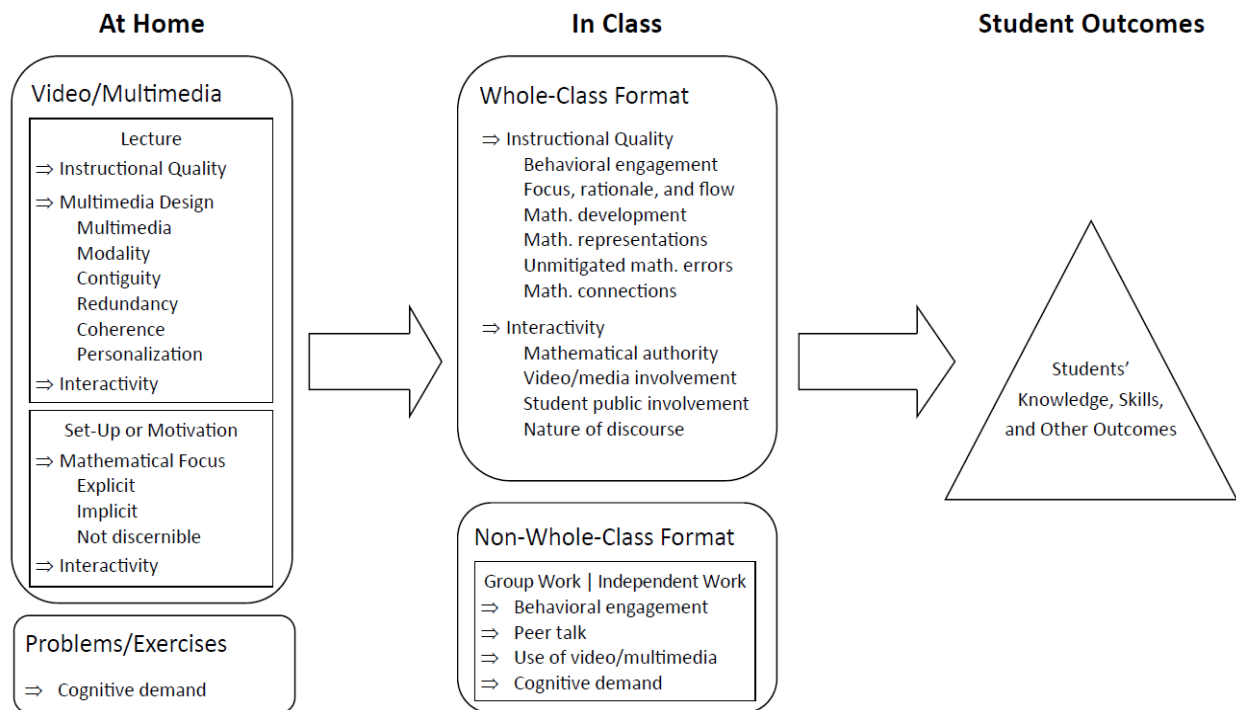 At Home
Video/Multimedia
Lecture
⇒ Instructional Quality
⇒ Multimedia Design
Multimedia
Modality
Contiguity
Redundancy
Coherence
Personalization
⇒ Interactivity
Set-Up or Motivation
⇒ Mathematical Focus
Explicit
Implicit
Not discernible
⇒ Interactivity
Problems/Exercises
⇒ Cognitive demand
In Class
Whole-Class Format
⇒ Instructional Quality
Behavioral engagement
Focus, rationale, and flow
Math. development
Math. representations
Unmitigated math. errors
Math. connections
⇒ Interactivity
Mathematical authority
Video/media involvement
Student public involvement
Nature of discourse
Non-Whole-Class Format
Group Work | Independent Work
⇒ Behavioral engagement
⇒ Peer talk
⇒ Use of video/multimedia
⇒ Cognitive demand
Student Outcomes
Students’
Knowledge, Skills,
and Other Outcomes